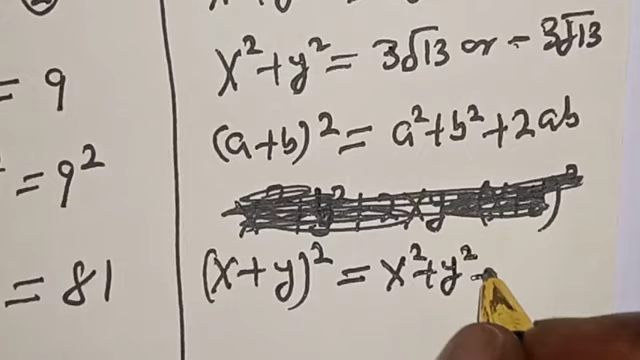 = 9
= 9²
= 81
x² + y² = 3√13 or - 3√13
(a+b)² = a² + b² + 2ab
(x+y)² = x² + y²